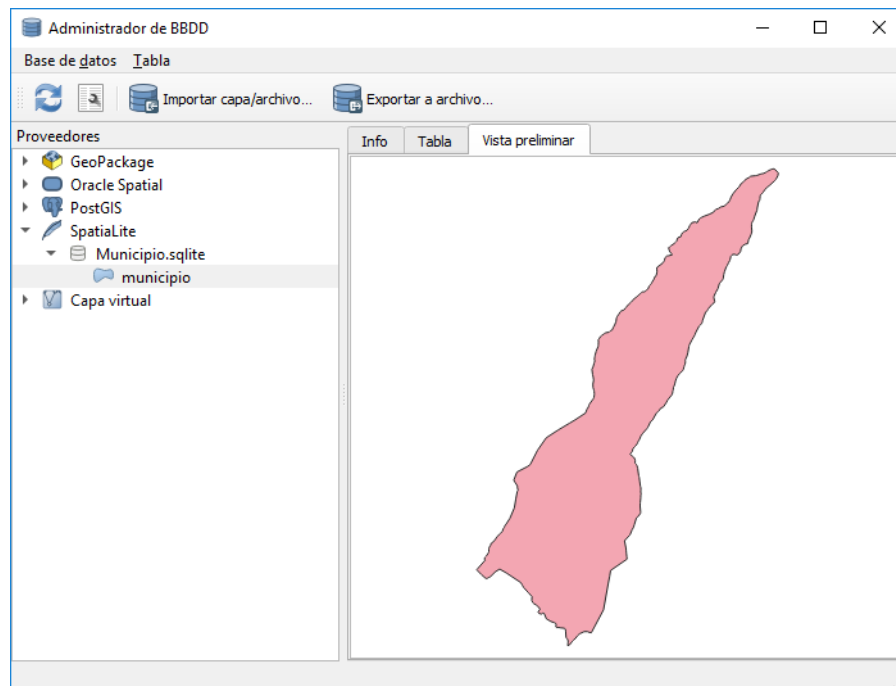 Administrador de BBDD
Base de datos Tabla
Importar capa/archivo... Exportar a archivo...
Proveedores
GeoPackage
Oracle Spatial
PostGIS
SpatiaLite
Municipio.sqlite
municipio
Capa virtual
Info Tabla Vista preliminar